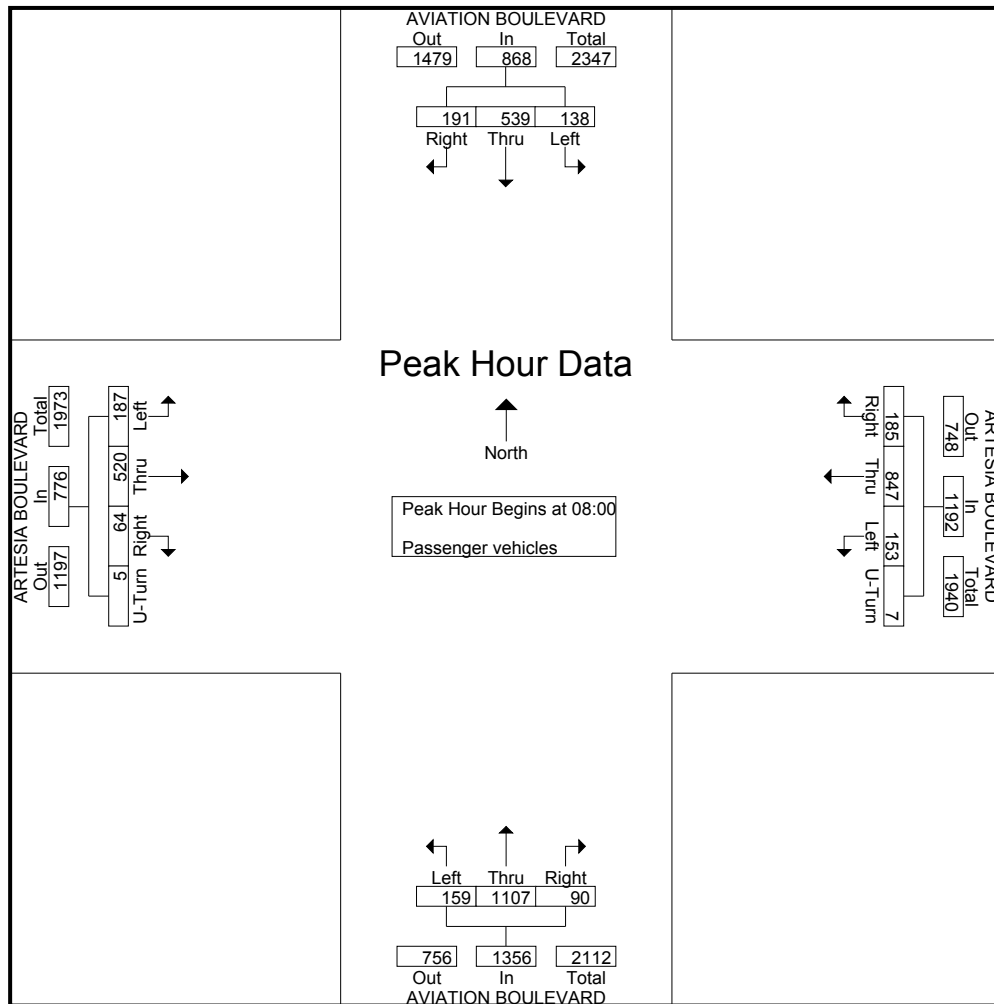 AVIATION BOULEVARD
Out In Total
1479 868 2347
191 539 138
Right Thru Left
Peak Hour Data
North
Peak Hour Begins at 08:00
Passenger vehicles
ARTESIA BOULEVARD
Out In Total
1197 776 1973
5 64 520 187
U-Turn Right Thru Left
ARTESIA BOULEVARD
Out In Total
748 1192 1940
185 847 153 7
Right Thru Left U-Turn
Left Thru Right
159 1107 90
756 1356 2112
Out In Total
AVIATION BOULEVARD